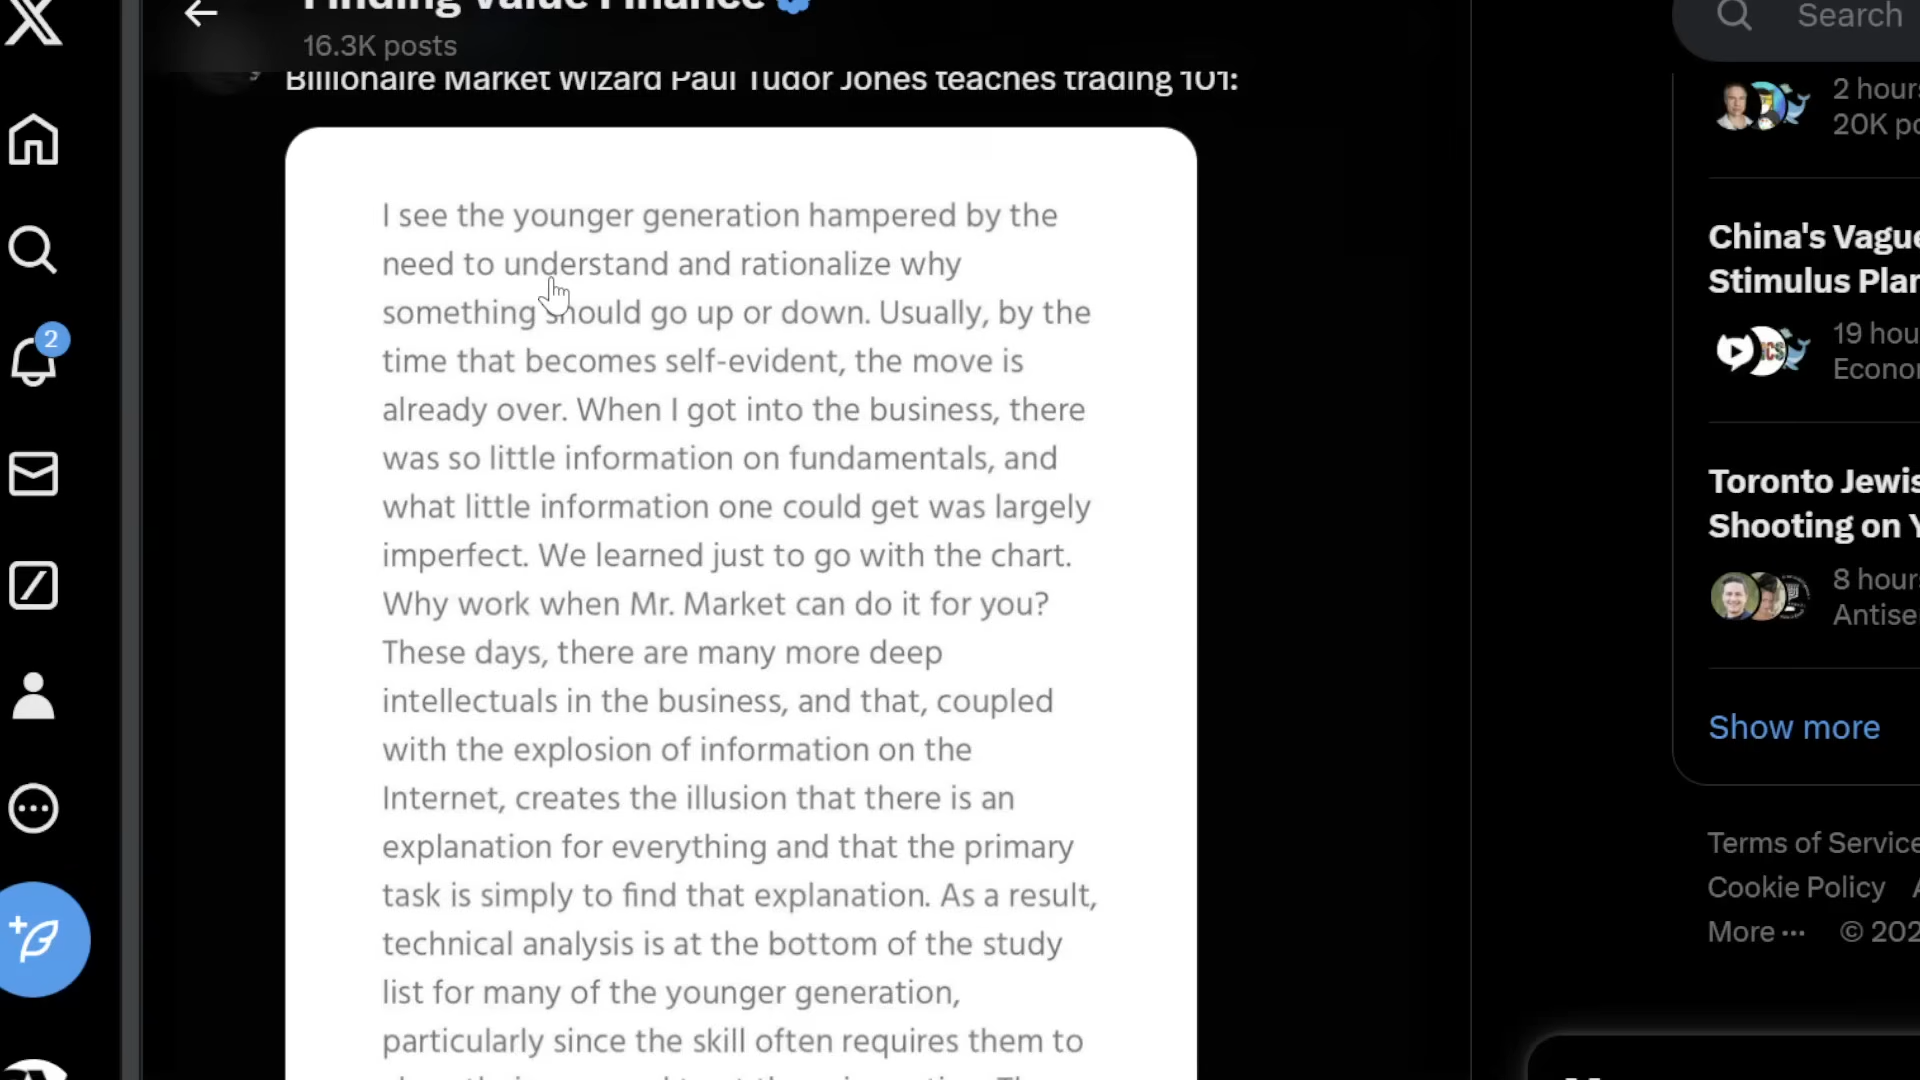 Finding Value Finance
16.3K posts
Billionaire Market Wizard Paul Tudor Jones teaches trading 101:
I see the younger generation hampered by the
need to understand and rationalize why
something should go up or down. Usually, by the
time that becomes self-evident, the move is
already over. When I got into the business, there
was so little information on fundamentals, and
what little information one could get was largely
imperfect. We learned just to go with the chart.
Why work when Mr. Market can do it for you?
These days, there are many more deep
intellectuals in the business, and that, coupled
with the explosion of information on the
Internet, creates the illusion that there is an
explanation for everything and that the primary
task is simply to find that explanation. As a result,
technical analysis is at the bottom of the study
list for many of the younger generation,
particularly since the skill often requires them to
2
Search
2 hours
20K po
China's Vague
Stimulus Plan
19 hou
Econor
Toronto Jewis
Shooting on Y
8 hours
Antise
Show more
Terms of Service
Cookie Policy A
More ··· © 202